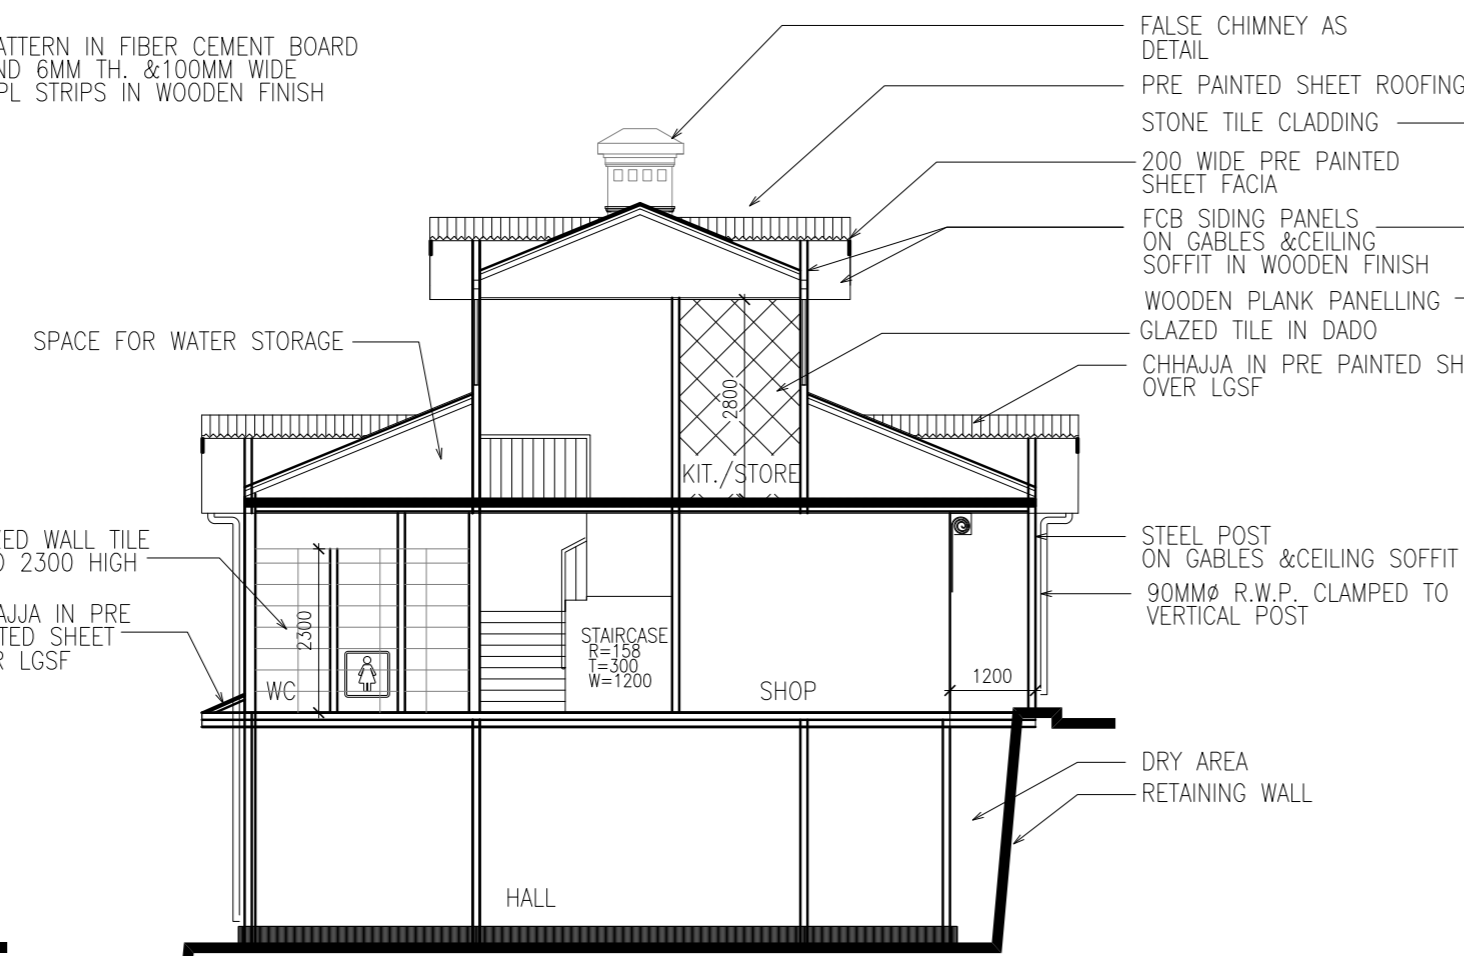 ATTERN IN FIBER CEMENT BOARD
ND 6MM TH. &100MM WIDE
PL STRIPS IN WOODEN FINISH
FALSE CHIMNEY AS
DETAIL
PRE PAINTED SHEET ROOFING
STONE TILE CLADDING
200 WIDE PRE PAINTED
SHEET FACIA
FCB SIDING PANELS
ON GABLES &CEILING
SOFFIT IN WOODEN FINISH
WOODEN PLANK PANELLING
GLAZED TILE IN DADO
CHHAJJA IN PRE PAINTED SH
OVER LGSF
SPACE FOR WATER STORAGE
2800
KIT./STORE
ZED WALL TILE
O 2300 HIGH
AJJA IN PRE
TED SHEET
R LGSF
2300
WC
STAIRCASE
R=158
T=300
W=1200
SHOP
1200
STEEL POST
ON GABLES &CEILING SOFFIT
90MMø R.W.P. CLAMPED TO
VERTICAL POST
DRY AREA
RETAINING WALL
HALL